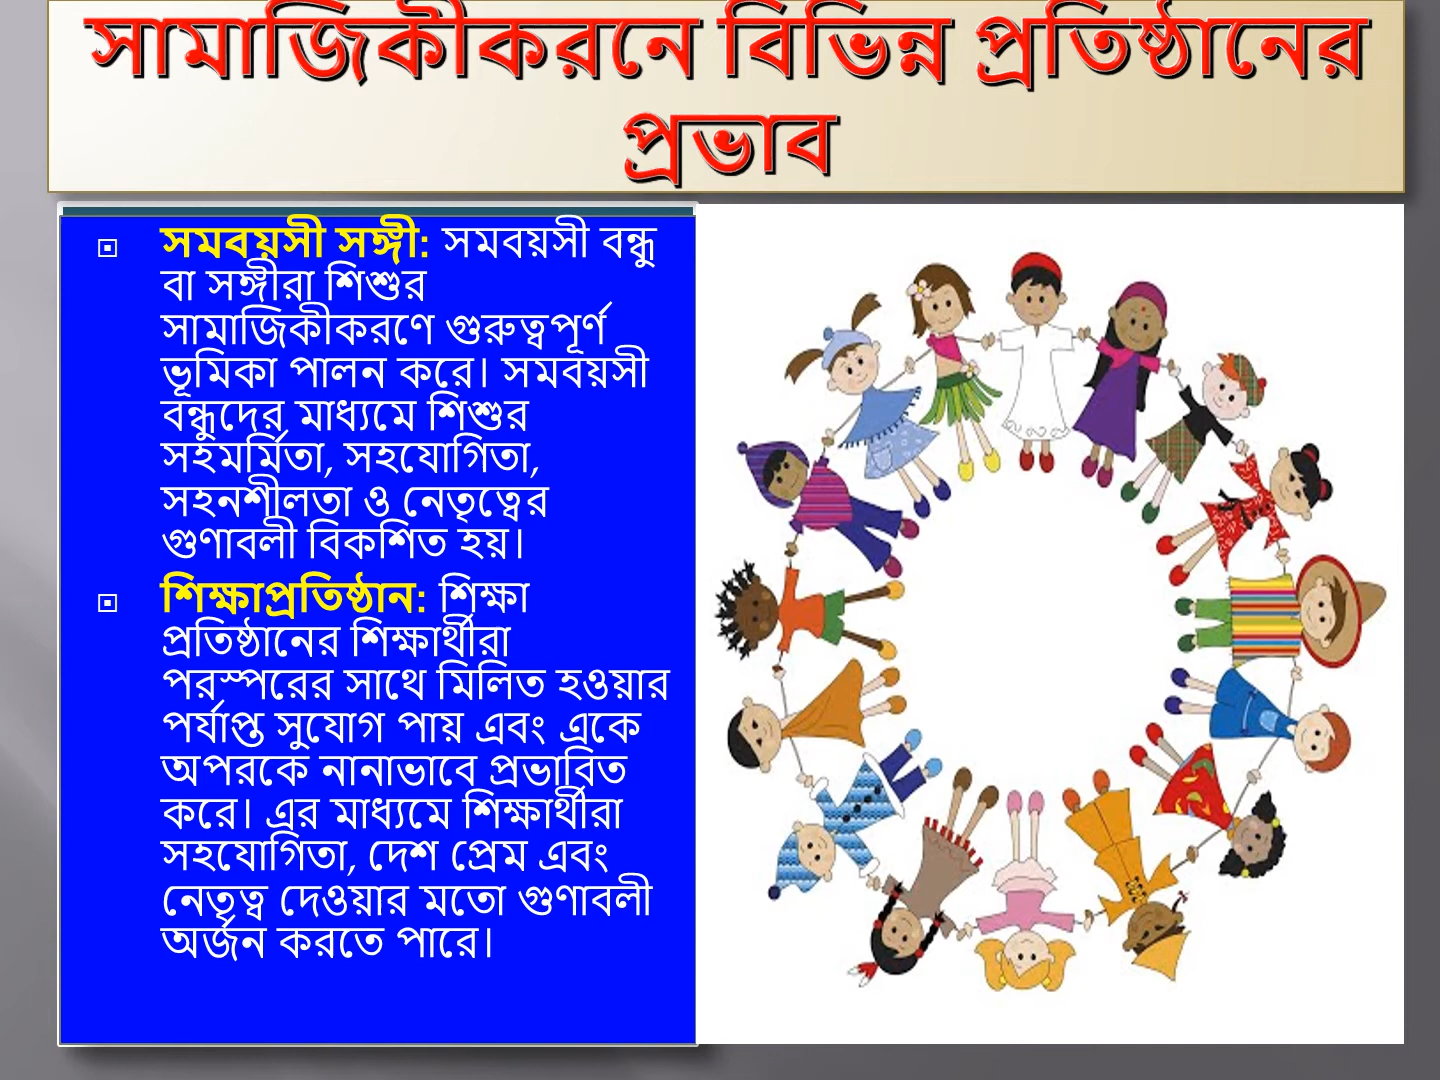 সামাজিকীকরনে বিভিন্ন প্রতিষ্ঠানের
প্রভাব
সমবয়সী সঙ্গী: সমবয়সী বন্ধু
বা সঙ্গীরা শিশুর
সামাজিকীকরণে গুরুত্বপূর্ণ
ভূমিকা পালন করে। সমবয়সী
বন্ধুদের মাধ্যমে শিশুর
সহমর্মিতা, সহযোগিতা,
সহনশীলতা ও নেতৃত্বের
গুণাবলী বিকশিত হয়।
শিক্ষাপ্রতিষ্ঠান: শিক্ষা
প্রতিষ্ঠানের শিক্ষার্থীরা
পরস্পরের সাথে মিলিত হওয়ার
পর্যাপ্ত সুযোগ পায় এবং একে
অপরকে নানাভাবে প্রভাবিত
করে। এর মাধ্যমে শিক্ষার্থীরা
সহযোগিতা, দেশ প্রেম এবং
নেতৃত্ব দেওয়ার মতো গুণাবলী
অর্জন করতে পারে।